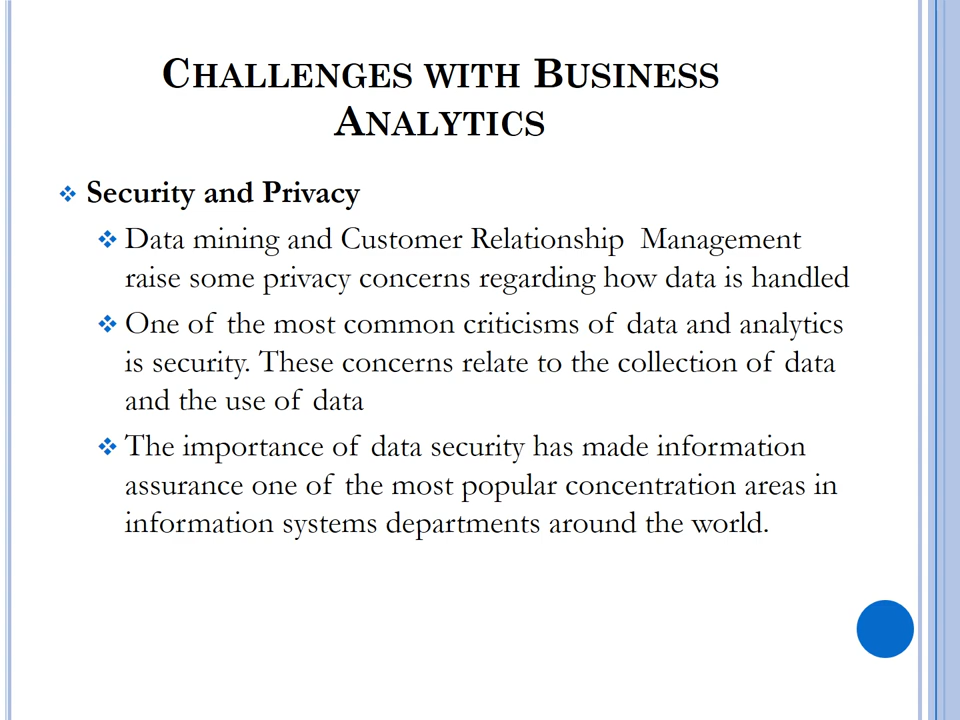 CHALLENGES WITH BUSINESS
ANALYTICS
Security and Privacy
Data mining and Customer Relationship Management
raise some privacy concerns regarding how data is handled
One of the most common criticisms of data and analytics
is security. These concerns relate to the collection of data
and the use of data
The importance of data security has made information
assurance one of the most popular concentration areas in
information systems departments around the world.